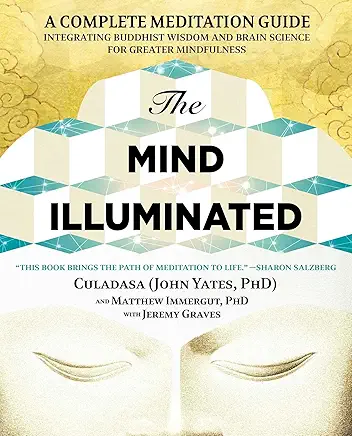 A COMPLETE MEDITATION GUIDE
INTEGRATING BUDDHIST WISDOM AND BRAIN SCIENCE
FOR GREATER MINDFULNESS
The
MIND
ILLUMINATED
“THIS BOOK BRINGS THE PATH OF MEDITATION TO LIFE.” —SHARON SALZBERG
CULADASA (JOHN YATES, PHD)
AND MATTHEW IMMERGUT, PHD
WITH JEREMY GRAVES